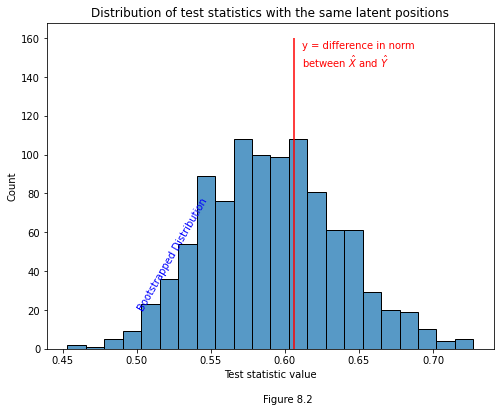 Distribution of test statistics with the same latent positions
160
140
120
100
80
60
40
20
0
Count
y = difference in norm
between X̂ and Ŷ
Bootstrapped Distribution
0.45 0.50 0.55 0.60 0.65 0.70
Test statistic value
Figure 8.2